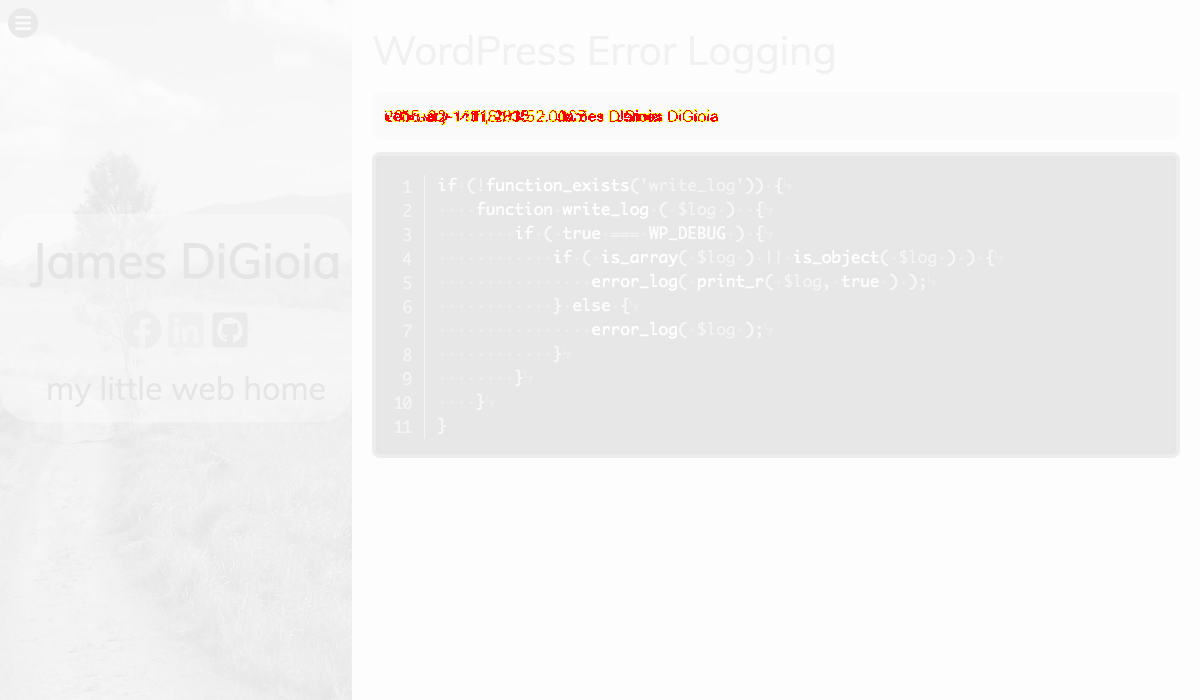 WordPress Error Logging
James DiGioia
1 if (!function_exists('write_log')) {
2 function write_log ( $log ) {
3 if ( true === WP_DEBUG ) {
4 if ( is_array( $log ) || is_object( $log ) ) {
5 error_log( print_r( $log, true ) );
6 } else {
7 error_log( $log );
8 }
9 }
10 }
11 }
James DiGioia
my little web home